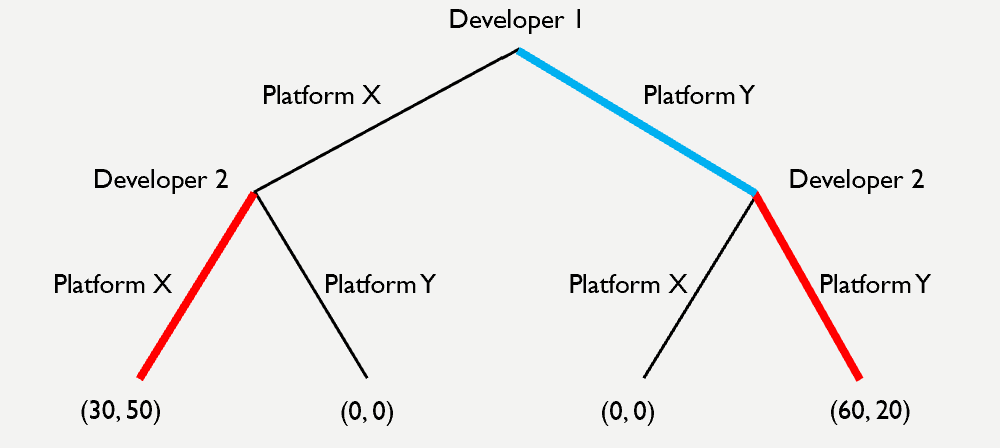 Developer 1
Platform X
Platform Y
Developer 2
Developer 2
Platform X
Platform Y
Platform X
Platform Y
(30, 50)
(0, 0)
(0, 0)
(60, 20)